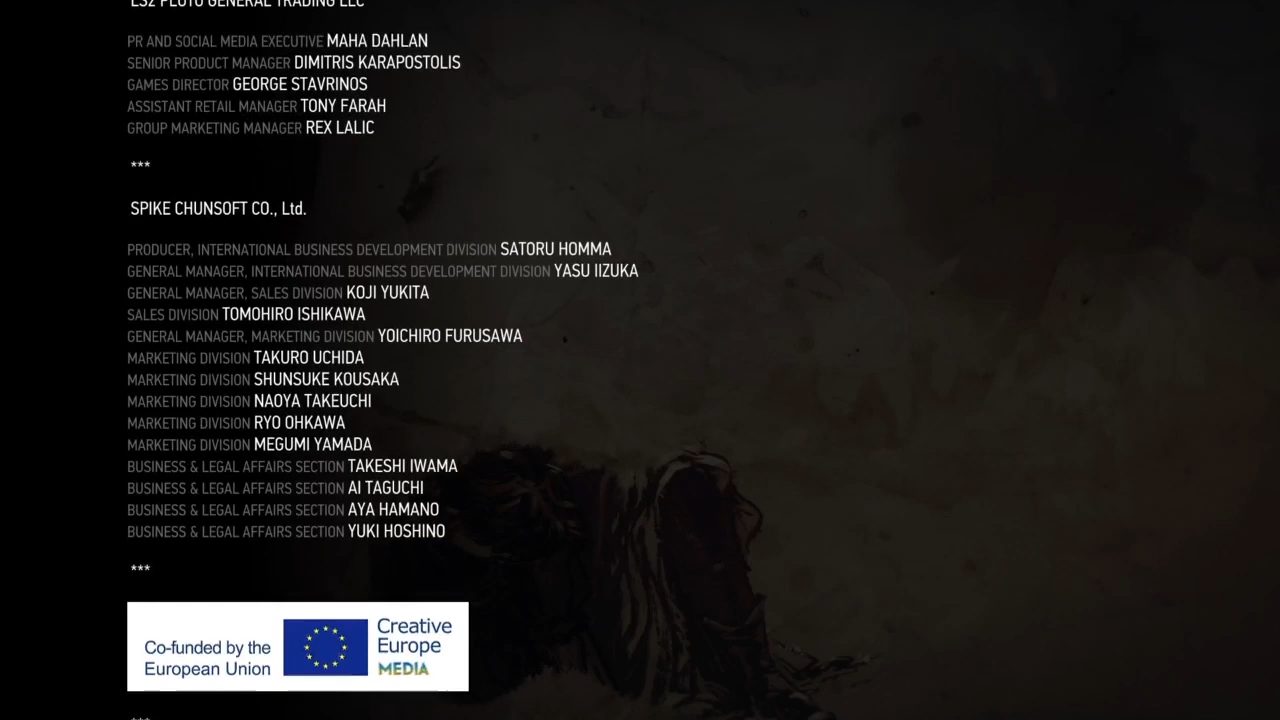 LS2 PLUTO GENERAL TRADING LLC
PR AND SOCIAL MEDIA EXECUTIVE MAHA DAHLAN
SENIOR PRODUCT MANAGER DIMITRIS KARAPOSTOLIS
GAMES DIRECTOR GEORGE STAVRINOS
ASSISTANT RETAIL MANAGER TONY FARAH
GROUP MARKETING MANAGER REX LALIC
***
SPIKE CHUNSOFT CO., Ltd.
PRODUCER, INTERNATIONAL BUSINESS DEVELOPMENT DIVISION SATORU HOMMA
GENERAL MANAGER, INTERNATIONAL BUSINESS DEVELOPMENT DIVISION YASU IIZUKA
GENERAL MANAGER, SALES DIVISION KOJI YUKITA
SALES DIVISION TOMOHIRO ISHIKAWA
GENERAL MANAGER, MARKETING DIVISION YOICHIRO FURUSAWA
MARKETING DIVISION TAKURO UCHIDA
MARKETING DIVISION SHUNSUKE KOUSAKA
MARKETING DIVISION NAOYA TAKEUCHI
MARKETING DIVISION RYO OHKAWA
MARKETING DIVISION MEGUMI YAMADA
BUSINESS & LEGAL AFFAIRS SECTION TAKESHI IWAMA
BUSINESS & LEGAL AFFAIRS SECTION AI TAGUCHI
BUSINESS & LEGAL AFFAIRS SECTION AYA HAMANO
BUSINESS & LEGAL AFFAIRS SECTION YUKI HOSHINO
***
Co-funded by the
European Union
Creative
Europe
MEDIA
***